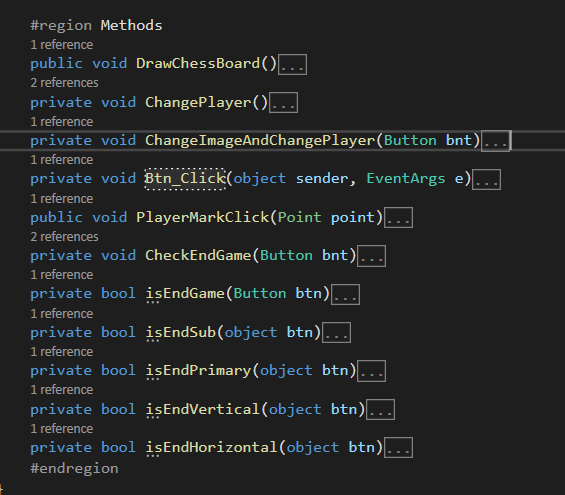 #region Methods
1 reference
public void DrawChessBoard()...
2 references
private void ChangePlayer()...
1 reference
private void ChangeImageAndChangePlayer(Button bnt)...
1 reference
private void Btn_Click(object sender, EventArgs e)...
1 reference
public void PlayerMarkClick(Point point)...
2 references
private void CheckEndGame(Button bnt)...
1 reference
private bool isEndGame(Button btn)...
1 reference
private bool isEndSub(object btn)...
1 reference
private bool isEndPrimary(object btn)...
1 reference
private bool isEndVertical(object btn)...
1 reference
private bool isEndHorizontal(object btn)...
#endregion
}